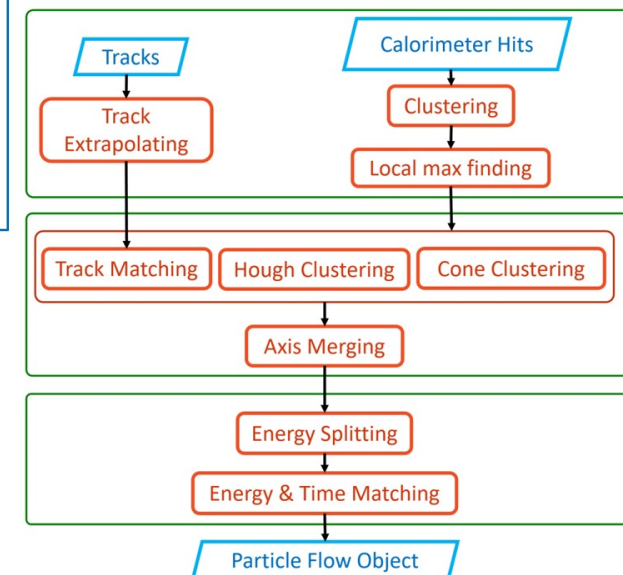 Tracks
Calorimeter Hits
Track
Extrapolating
Clustering
Local max finding
Track Matching
Hough Clustering
Cone Clustering
Axis Merging
Energy Splitting
Energy & Time Matching
Particle Flow Object